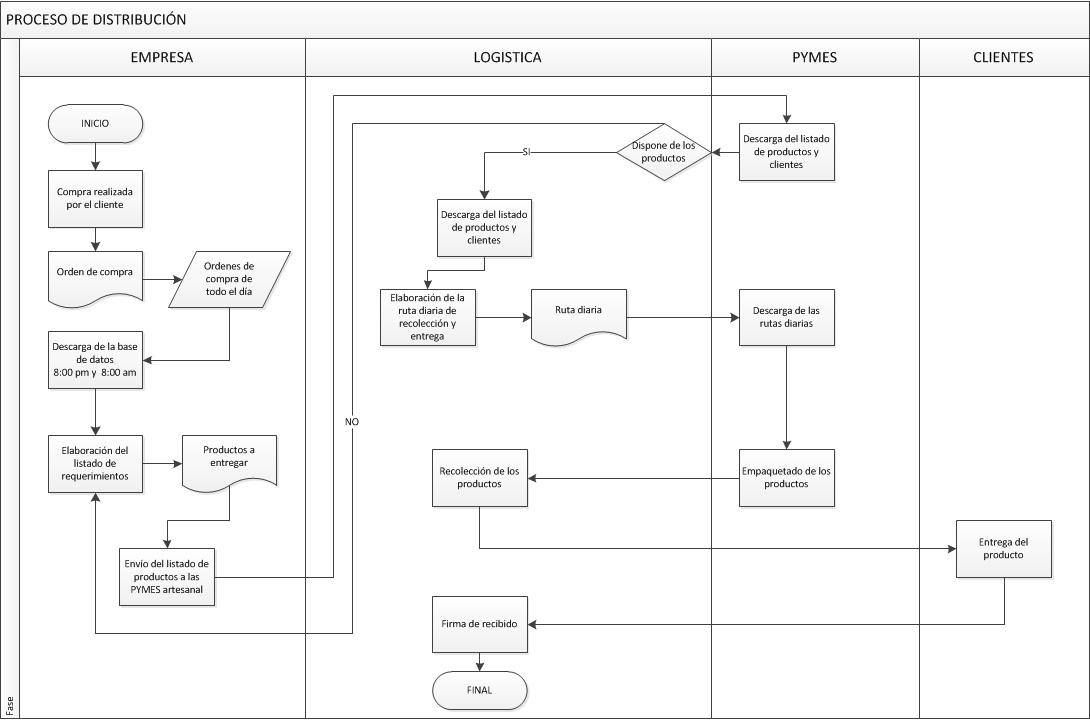 PROCESO DE DISTRIBUCIÓN
EMPRESA
LOGISTICA
PYMES
CLIENTES
INICIO
Compra realizada
por el cliente
Orden de compra
Ordenes de
compra de
todo el día
Descarga de la base
de datos
8:00 pm y 8:00 am
Elaboración del
listado de
requerimientos
Productos a
entregar
Envío del listado de
productos a las
PYMES artesanal
Descarga del listado
de productos y
clientes
Dispone de los
productos
SI
NO
Descarga del listado
de productos y
clientes
Elaboración de la
ruta diaria de
recolección y
entrega
Ruta diaria
Descarga de las
rutas diarias
Empaquetado de los
productos
Recolección de los
productos
Entrega del
producto
Firma de recibido
FINAL
Fase